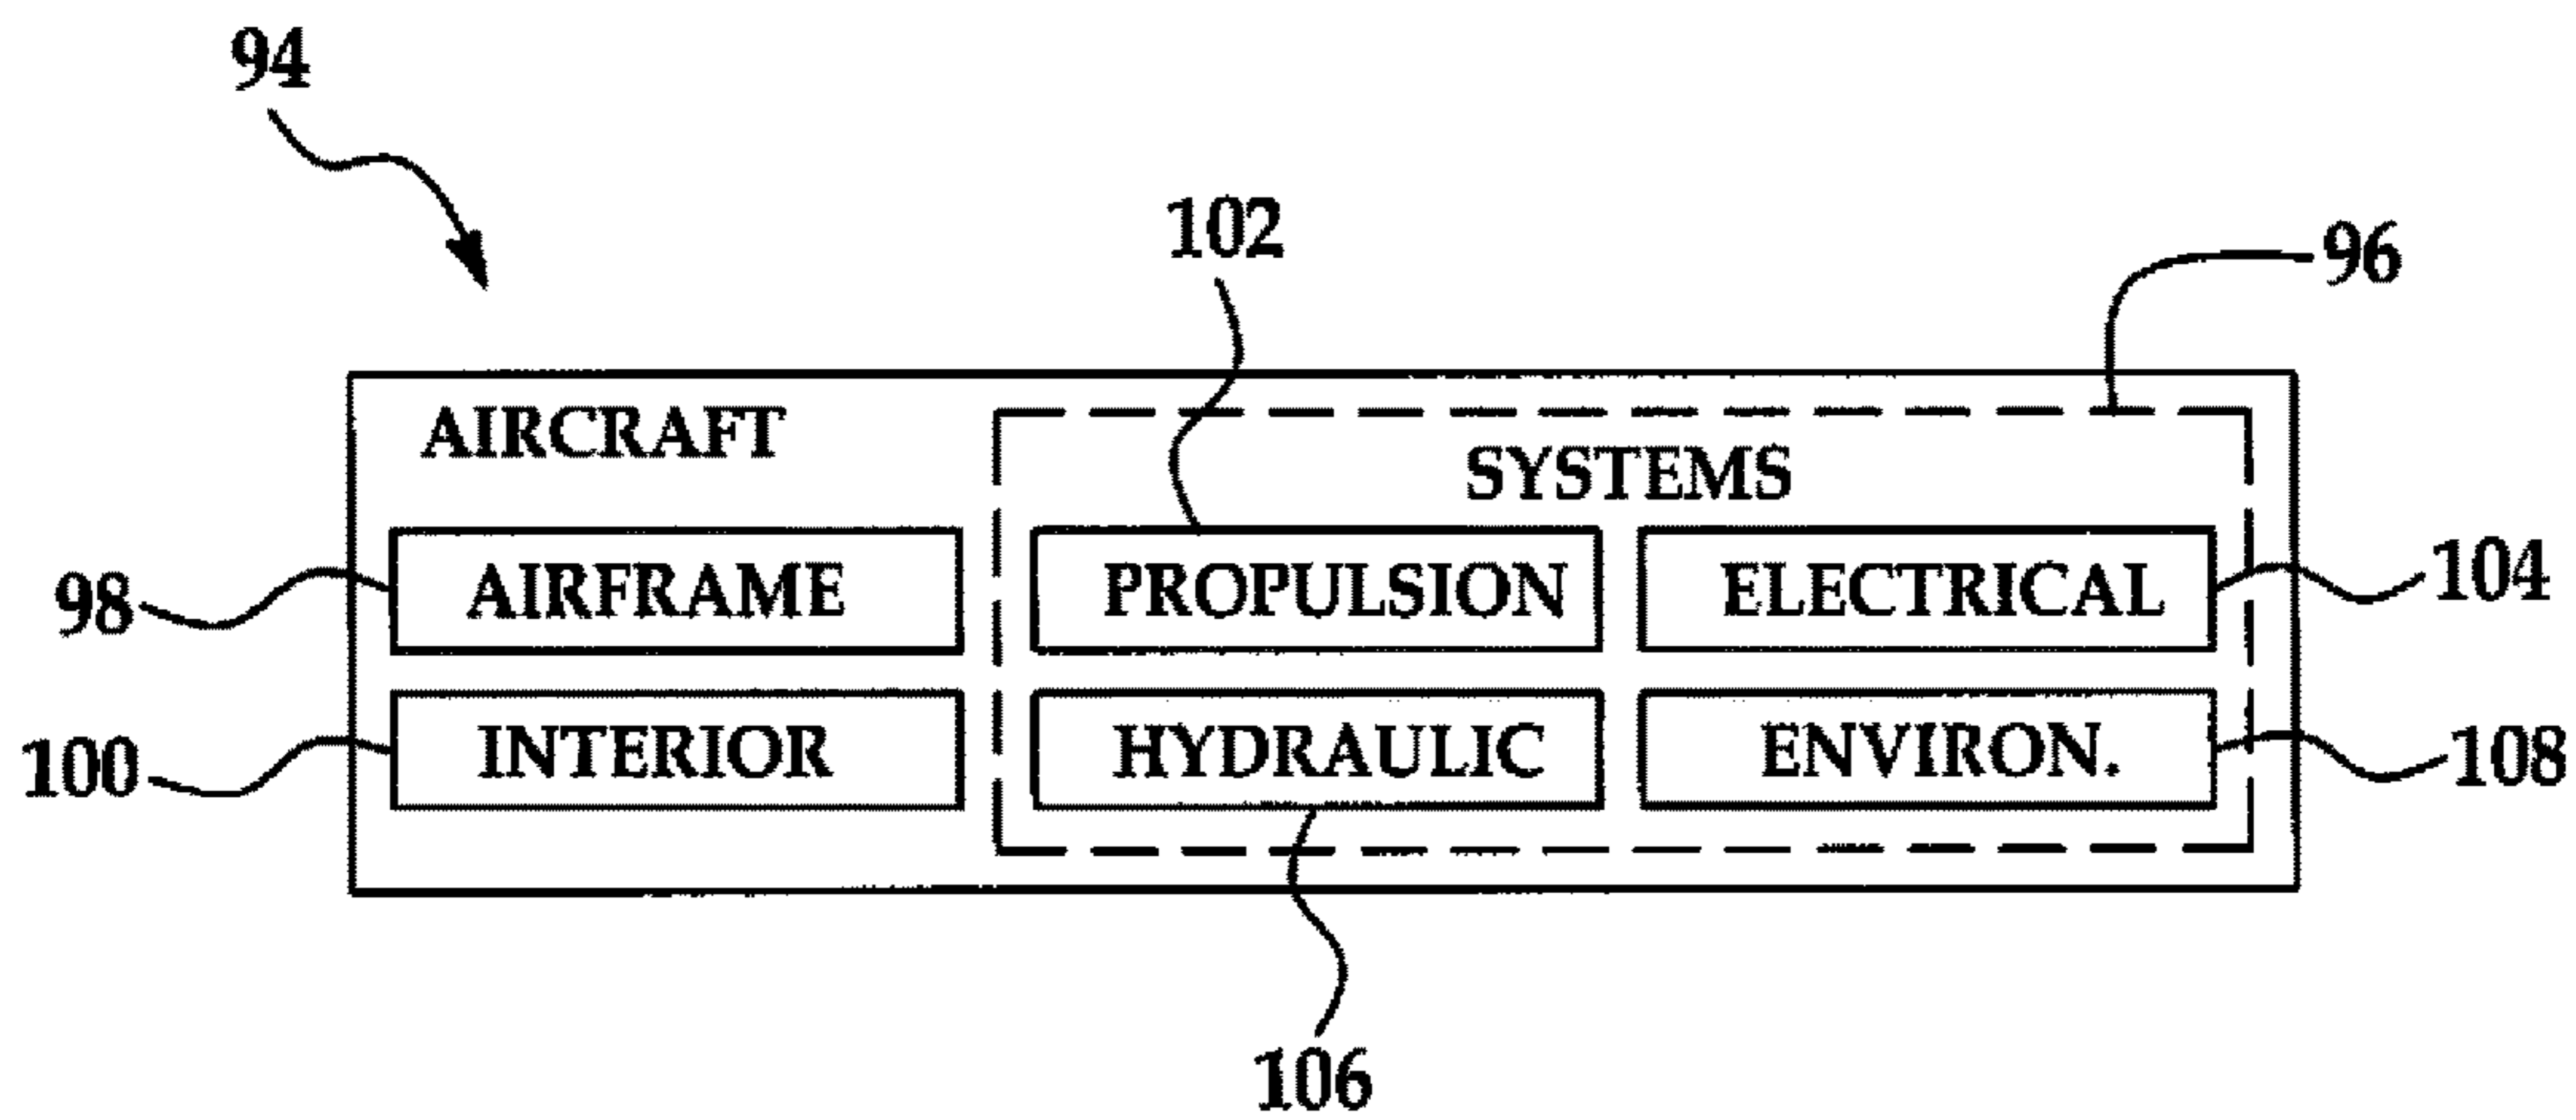 94
102
96
AIRCRAFT
SYSTEMS
98
AIRFRAME
PROPULSION
ELECTRICAL
104
100
INTERIOR
HYDRAULIC
ENVIRON.
108
106